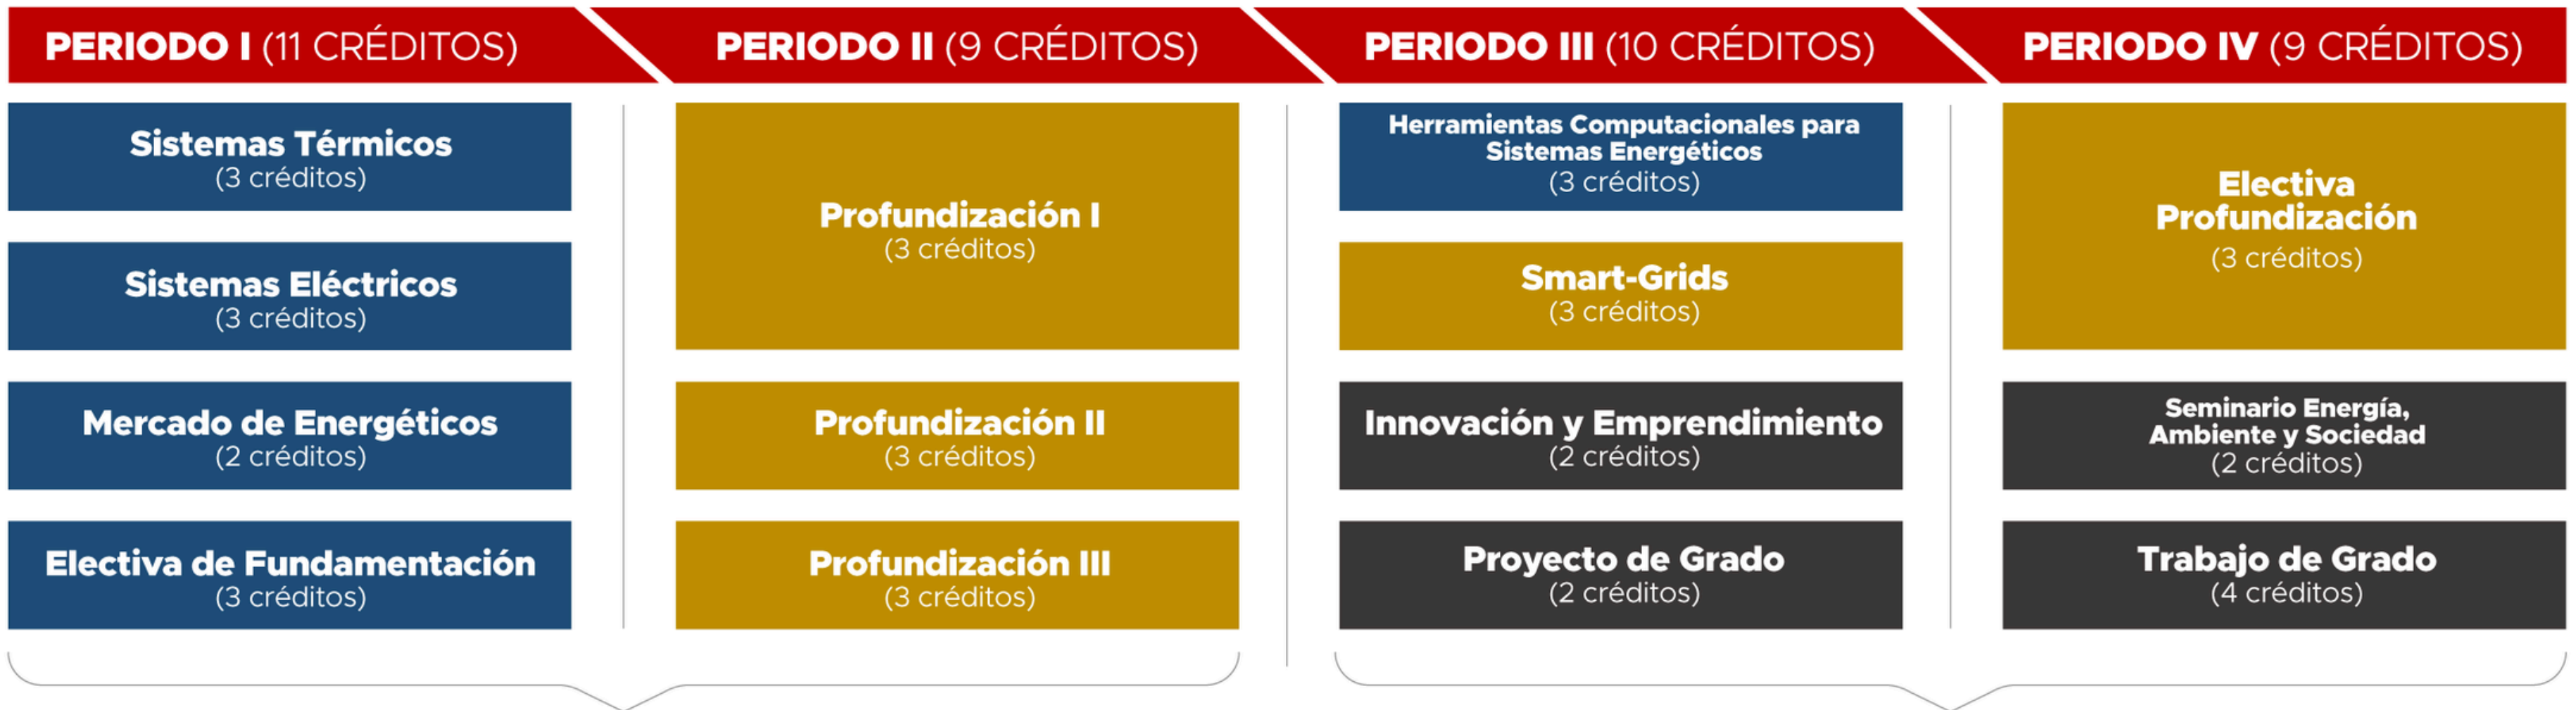 PERIODO I (11 CRÉDITOS)
Sistemas Térmicos
(3 créditos)
Sistemas Eléctricos
(3 créditos)
Mercado de Energéticos
(2 créditos)
Electiva de Fundamentación
(3 créditos)
PERIODO II (9 CRÉDITOS)
Profundización I
(3 créditos)
Profundización II
(3 créditos)
Profundización III
(3 créditos)
PERIODO III (10 CRÉDITOS)
Herramientas Computacionales para
Sistemas Energéticos
(3 créditos)
Smart-Grids
(3 créditos)
Innovación y Emprendimiento
(2 créditos)
Proyecto de Grado
(2 créditos)
PERIODO IV (9 CRÉDITOS)
Electiva
Profundización
(3 créditos)
Seminario Energía,
Ambiente y Sociedad
(2 créditos)
Trabajo de Grado
(4 créditos)